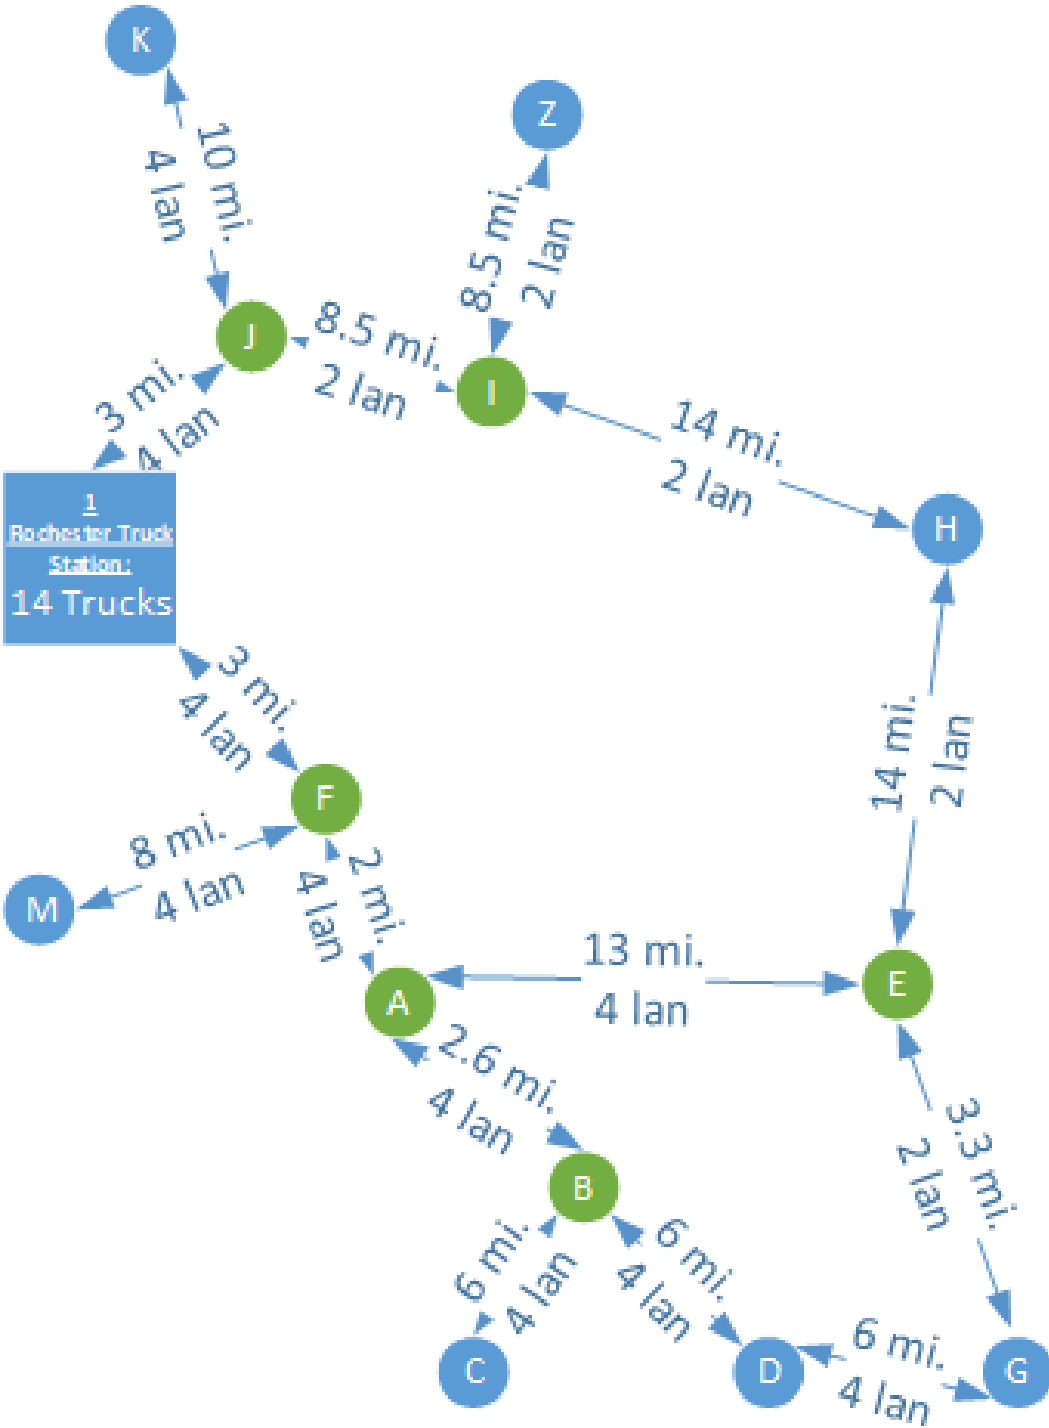 K
Z
10 mi.
4 lan
8.5 mi.
2 lan
J
8.5 mi.
2 lan
I
14 mi.
2 lan
H
3 mi.
4 lan
1
Rochester Truck
Station:
14 Trucks
3 mi.
4 lan
14 mi.
2 lan
F
8 mi.
4 lan
M
2 mi.
4 lan
13 mi.
4 lan
A
E
2.6 mi.
4 lan
3.3 mi.
2 lan
B
6 mi.
4 lan
6 mi.
4 lan
C
D
6 mi.
4 lan
G